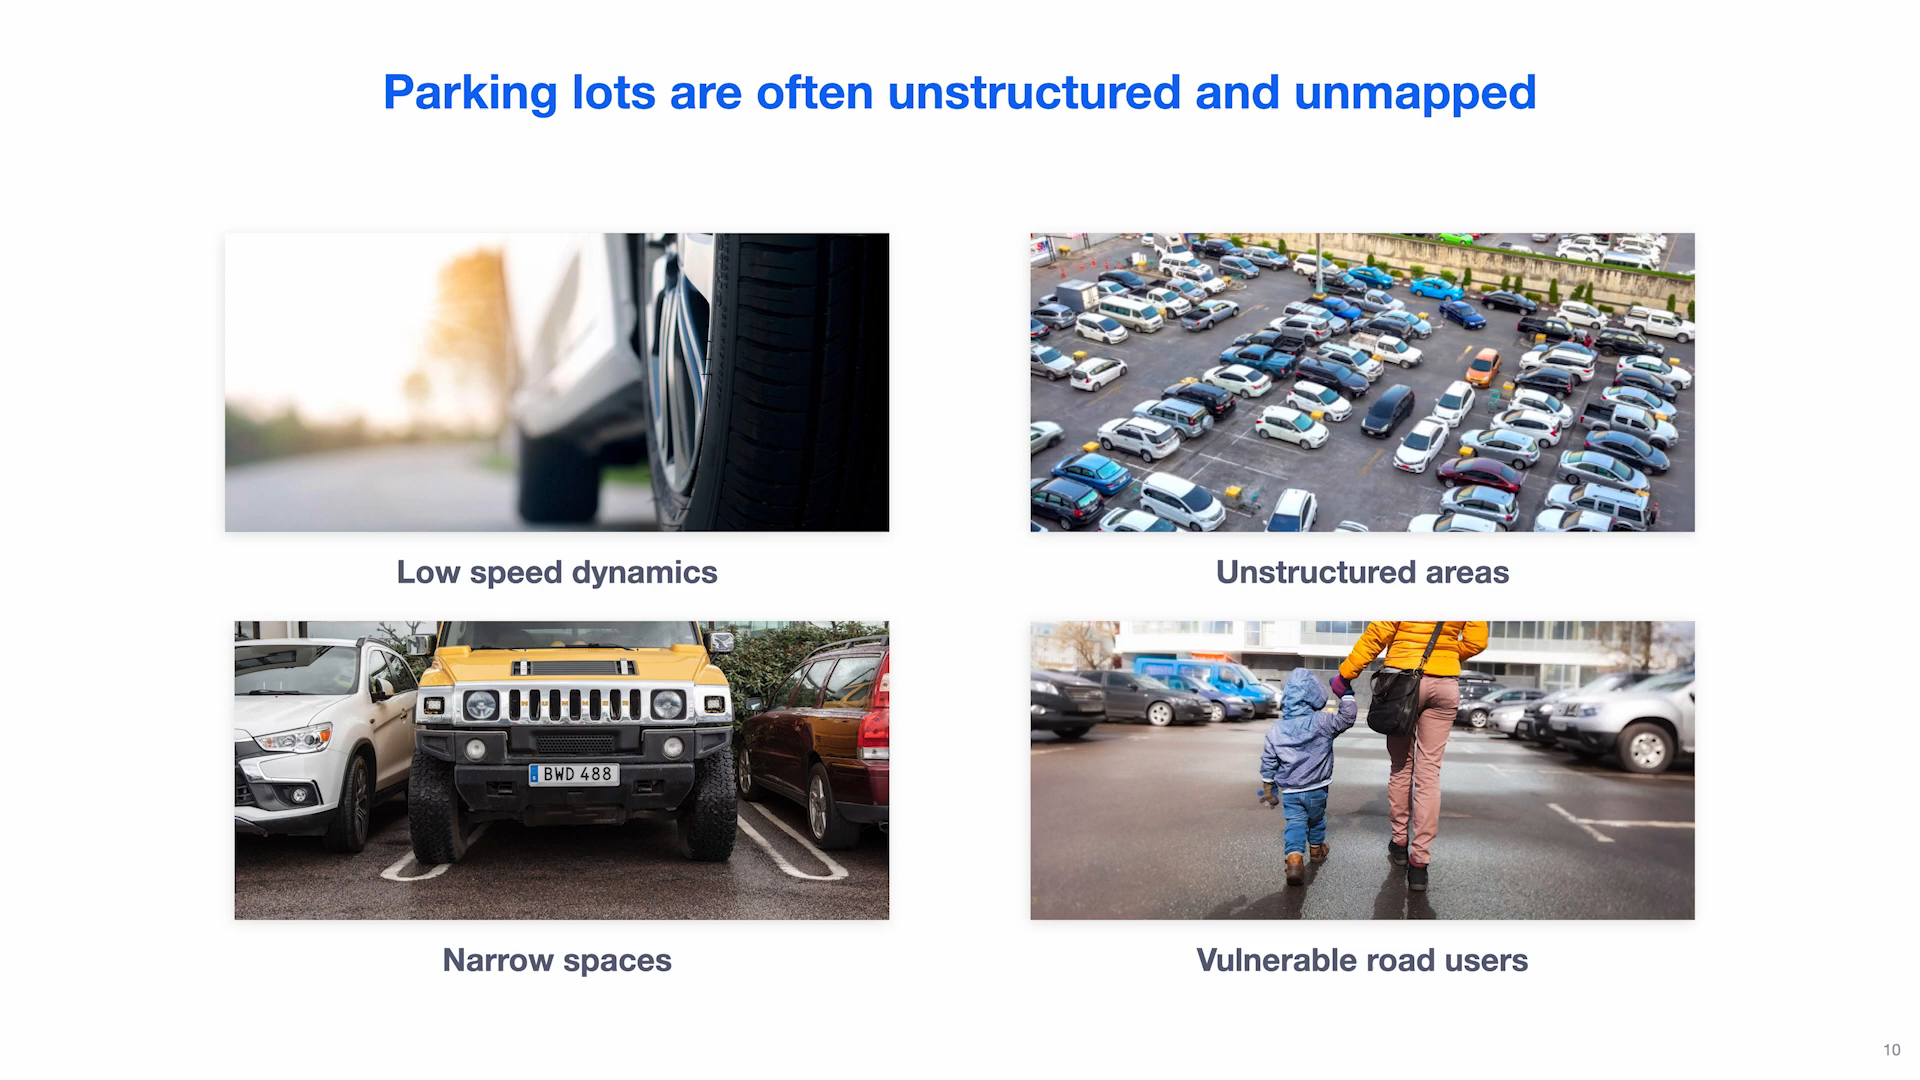 Parking lots are often unstructured and unmapped
Low speed dynamics
Unstructured areas
HUMMER
BWD 488
Narrow spaces
Vulnerable road users
10